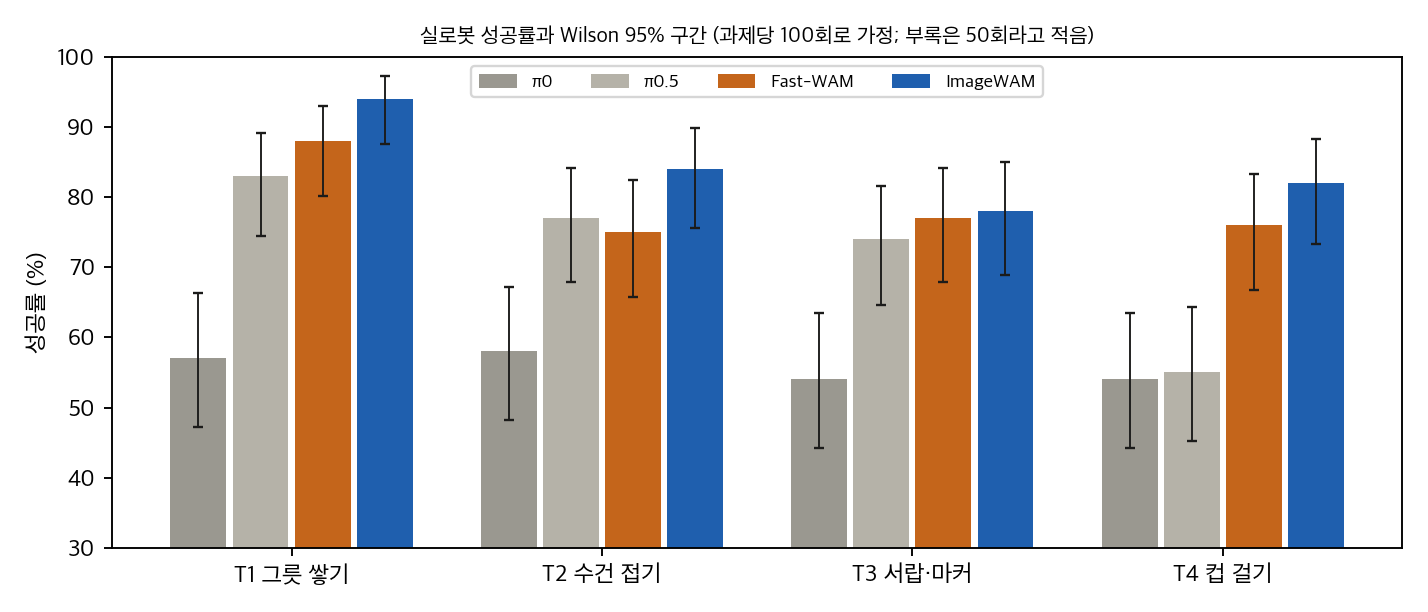 실로봇 성공률과 Wilson 95% 구간 (과제당 100회로 가정; 부록은 50회라고 적음)
π0 π0.5 Fast-WAM ImageWAM
성공률 (%)
100
90
80
70
60
50
40
30
T1 그릇 쌓기 T2 수건 접기 T3 서랍·마커 T4 컵 걸기